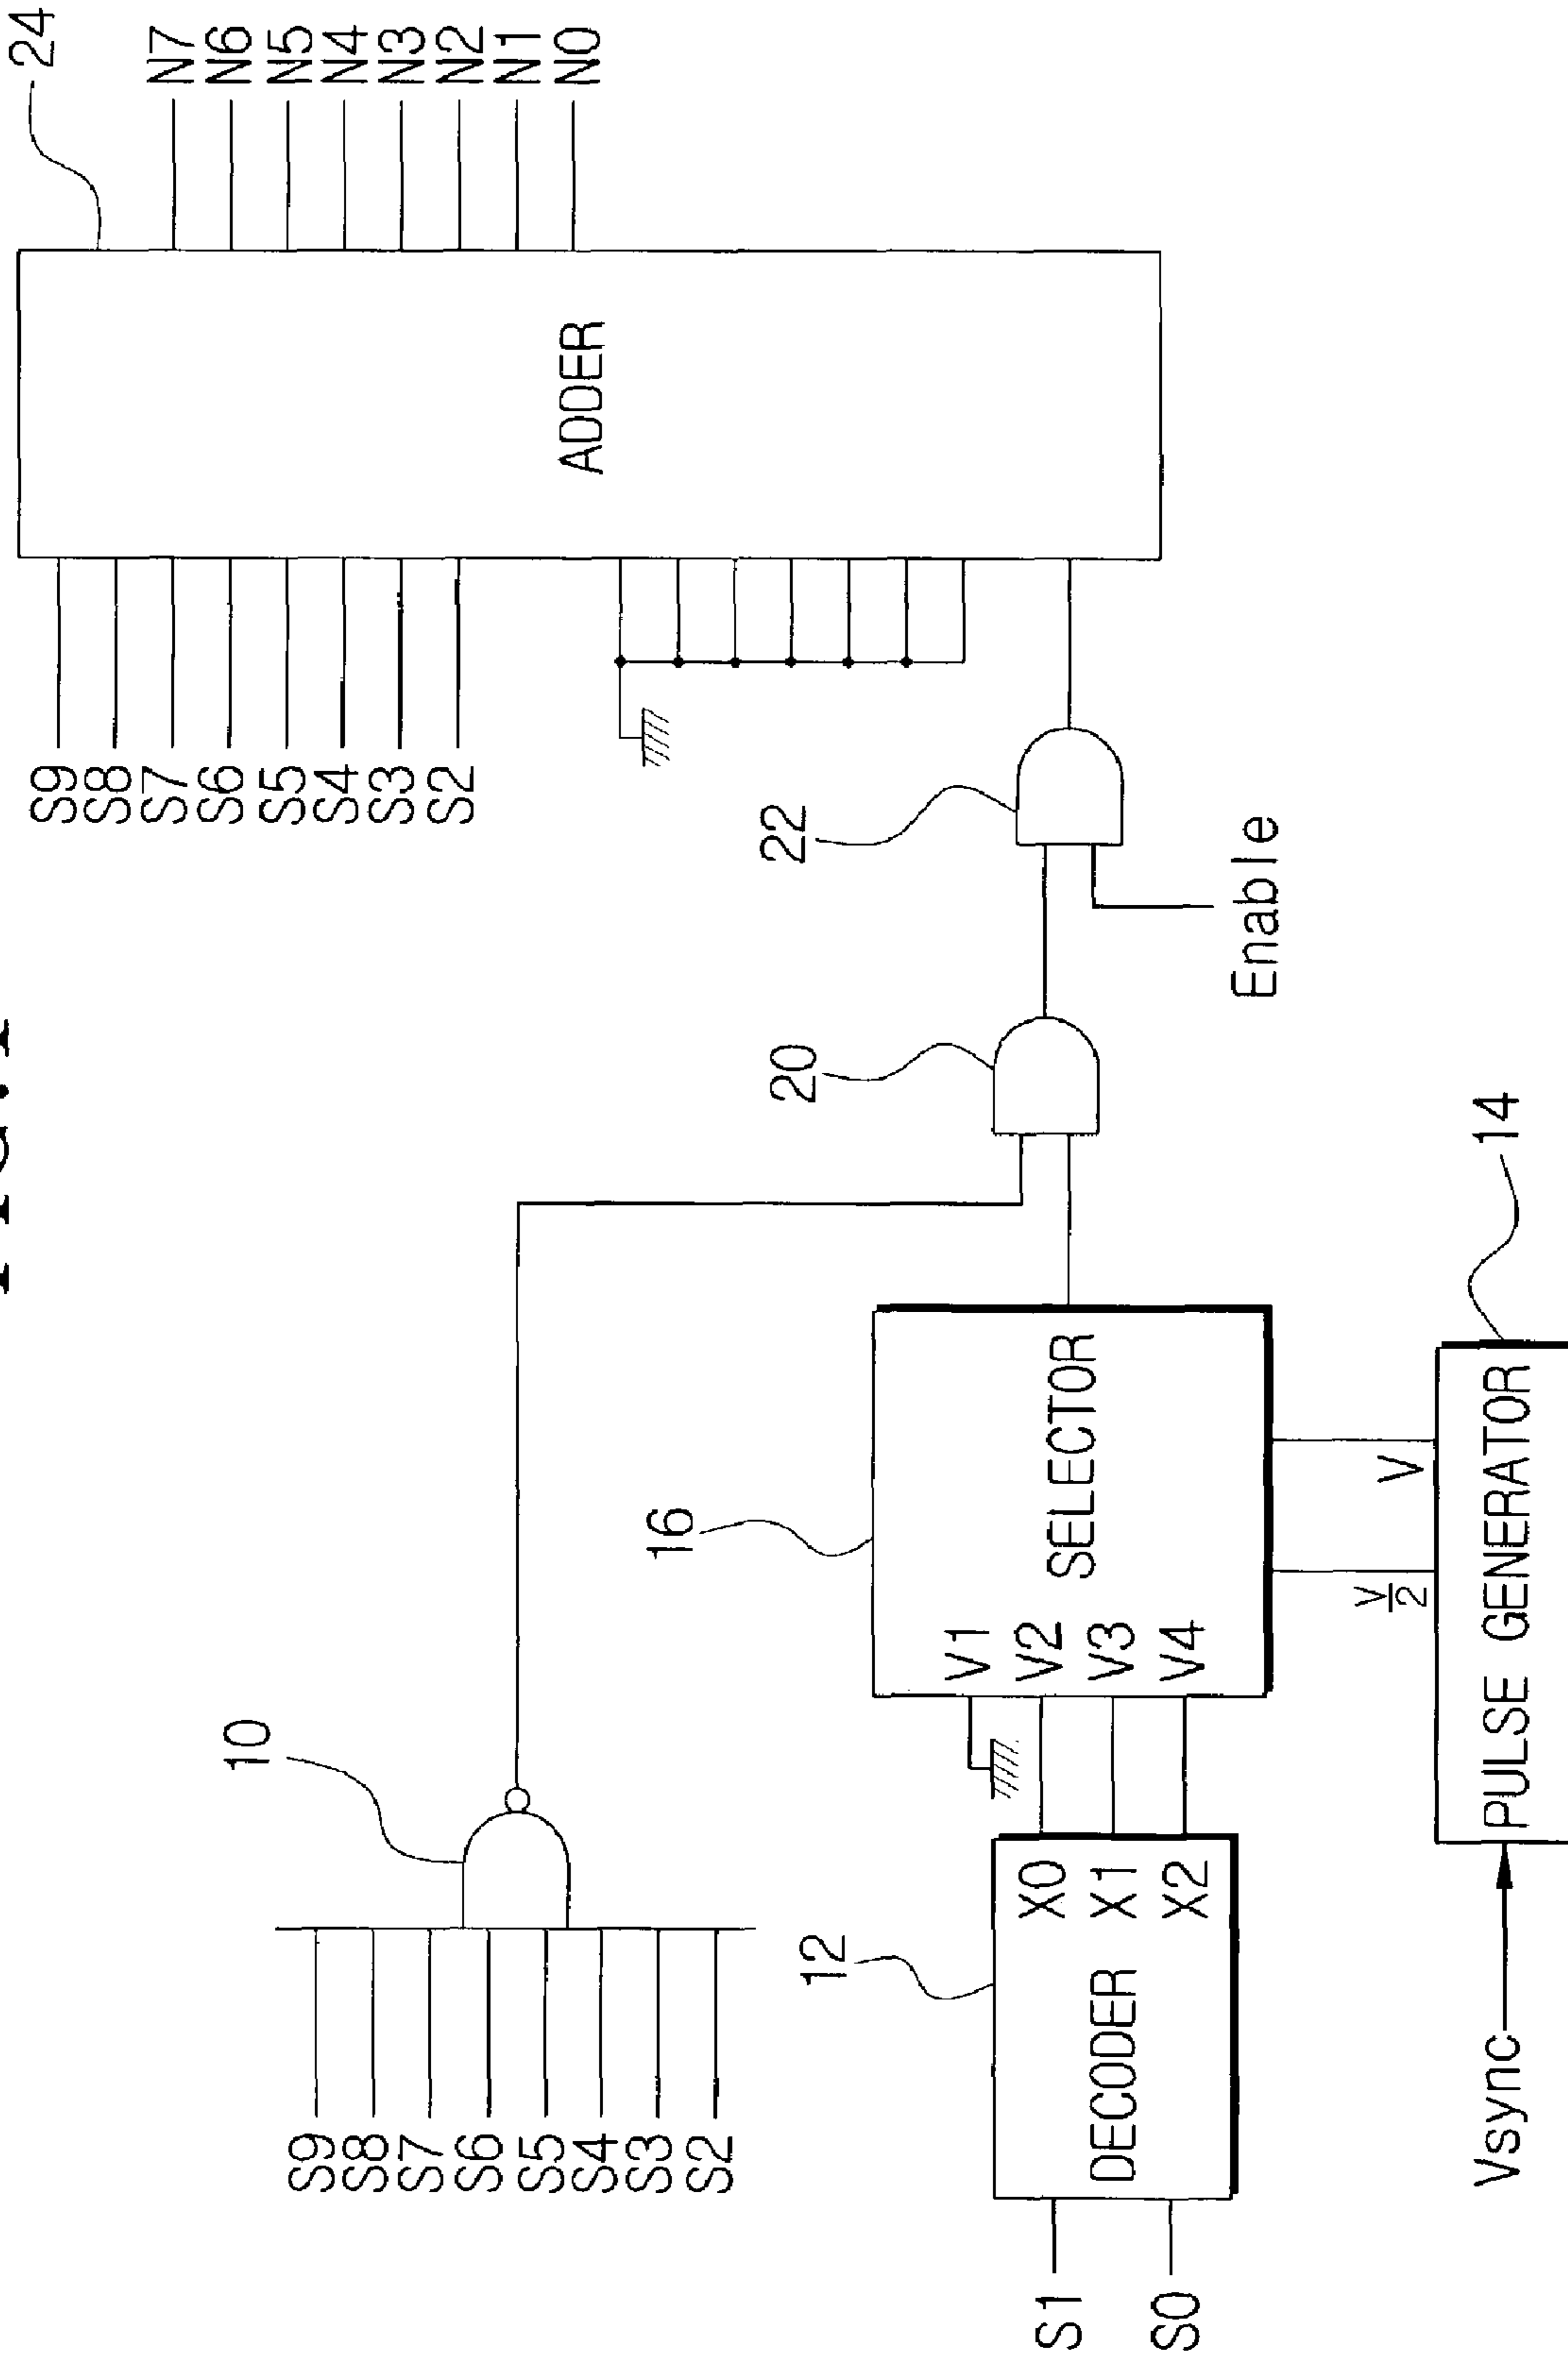 24
S9
S8
S7
S6
S5
S4
S3
S2
ADDER
N7
N6
N5
N4
N3
N2
N1
N0
10
S9
S8
S7
S6
S5
S4
S3
S2
20
22
Enable
16
V1
V2
V3
V4
SELECTOR
12
S1
S0
DECODER
X0
X1
X2
V/2
V
14
Vsync
PULSE GENERATOR